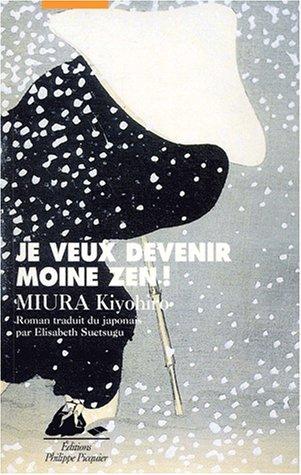 JE VEUX DEVENIR
MOINE ZEN !
MIURA Kiyohiro
Roman traduit du japonais
par Elisabeth Suetsugu
Éditions
Philippe Picquier